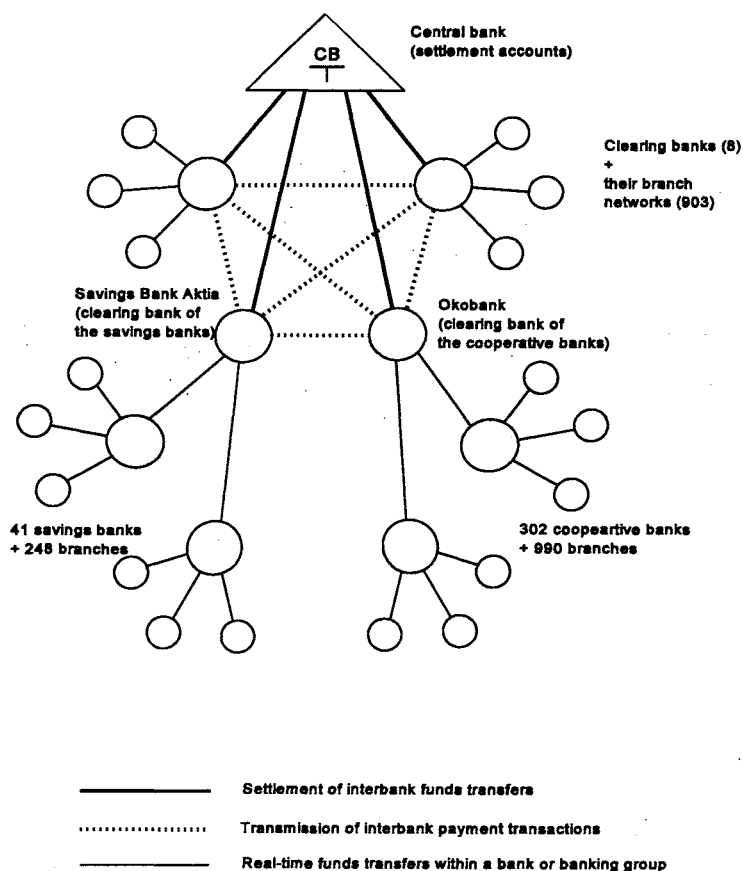 Central bank
(settlement accounts)
CB
Clearing banks (8)
+
their branch
networks (903)
Savings Bank Aktia
(clearing bank of
the savings banks)
Okobank
(clearing bank of
the cooperative banks)
41 savings banks
+ 248 branches
302 coopeartive banks
+ 990 branches
Settlement of interbank funds transfers
Transmission of interbank payment transactions
Real-time funds transfers within a bank or banking group